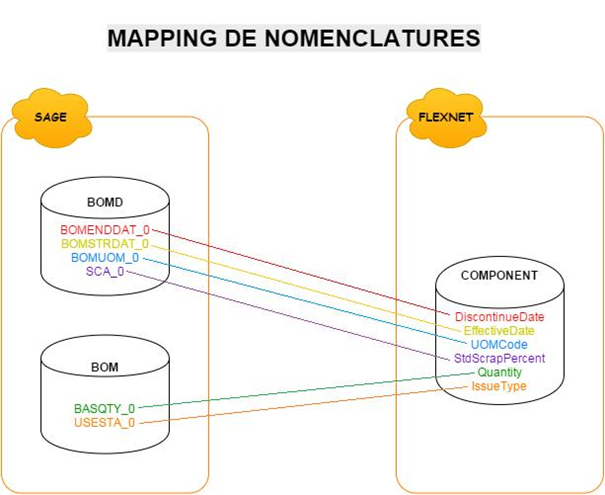 MAPPING DE NOMENCLATURES
SAGE
FLEXNET
BOMD
BOMENDDAT_0
BOMSTRDAT_0
BOMUOM_0
SCA_0
BOM
BASQTY_0
USESTA_0
COMPONENT
DiscontinueDate
EffectiveDate
UOMCode
StdScrapPercent
Quantity
IssueType